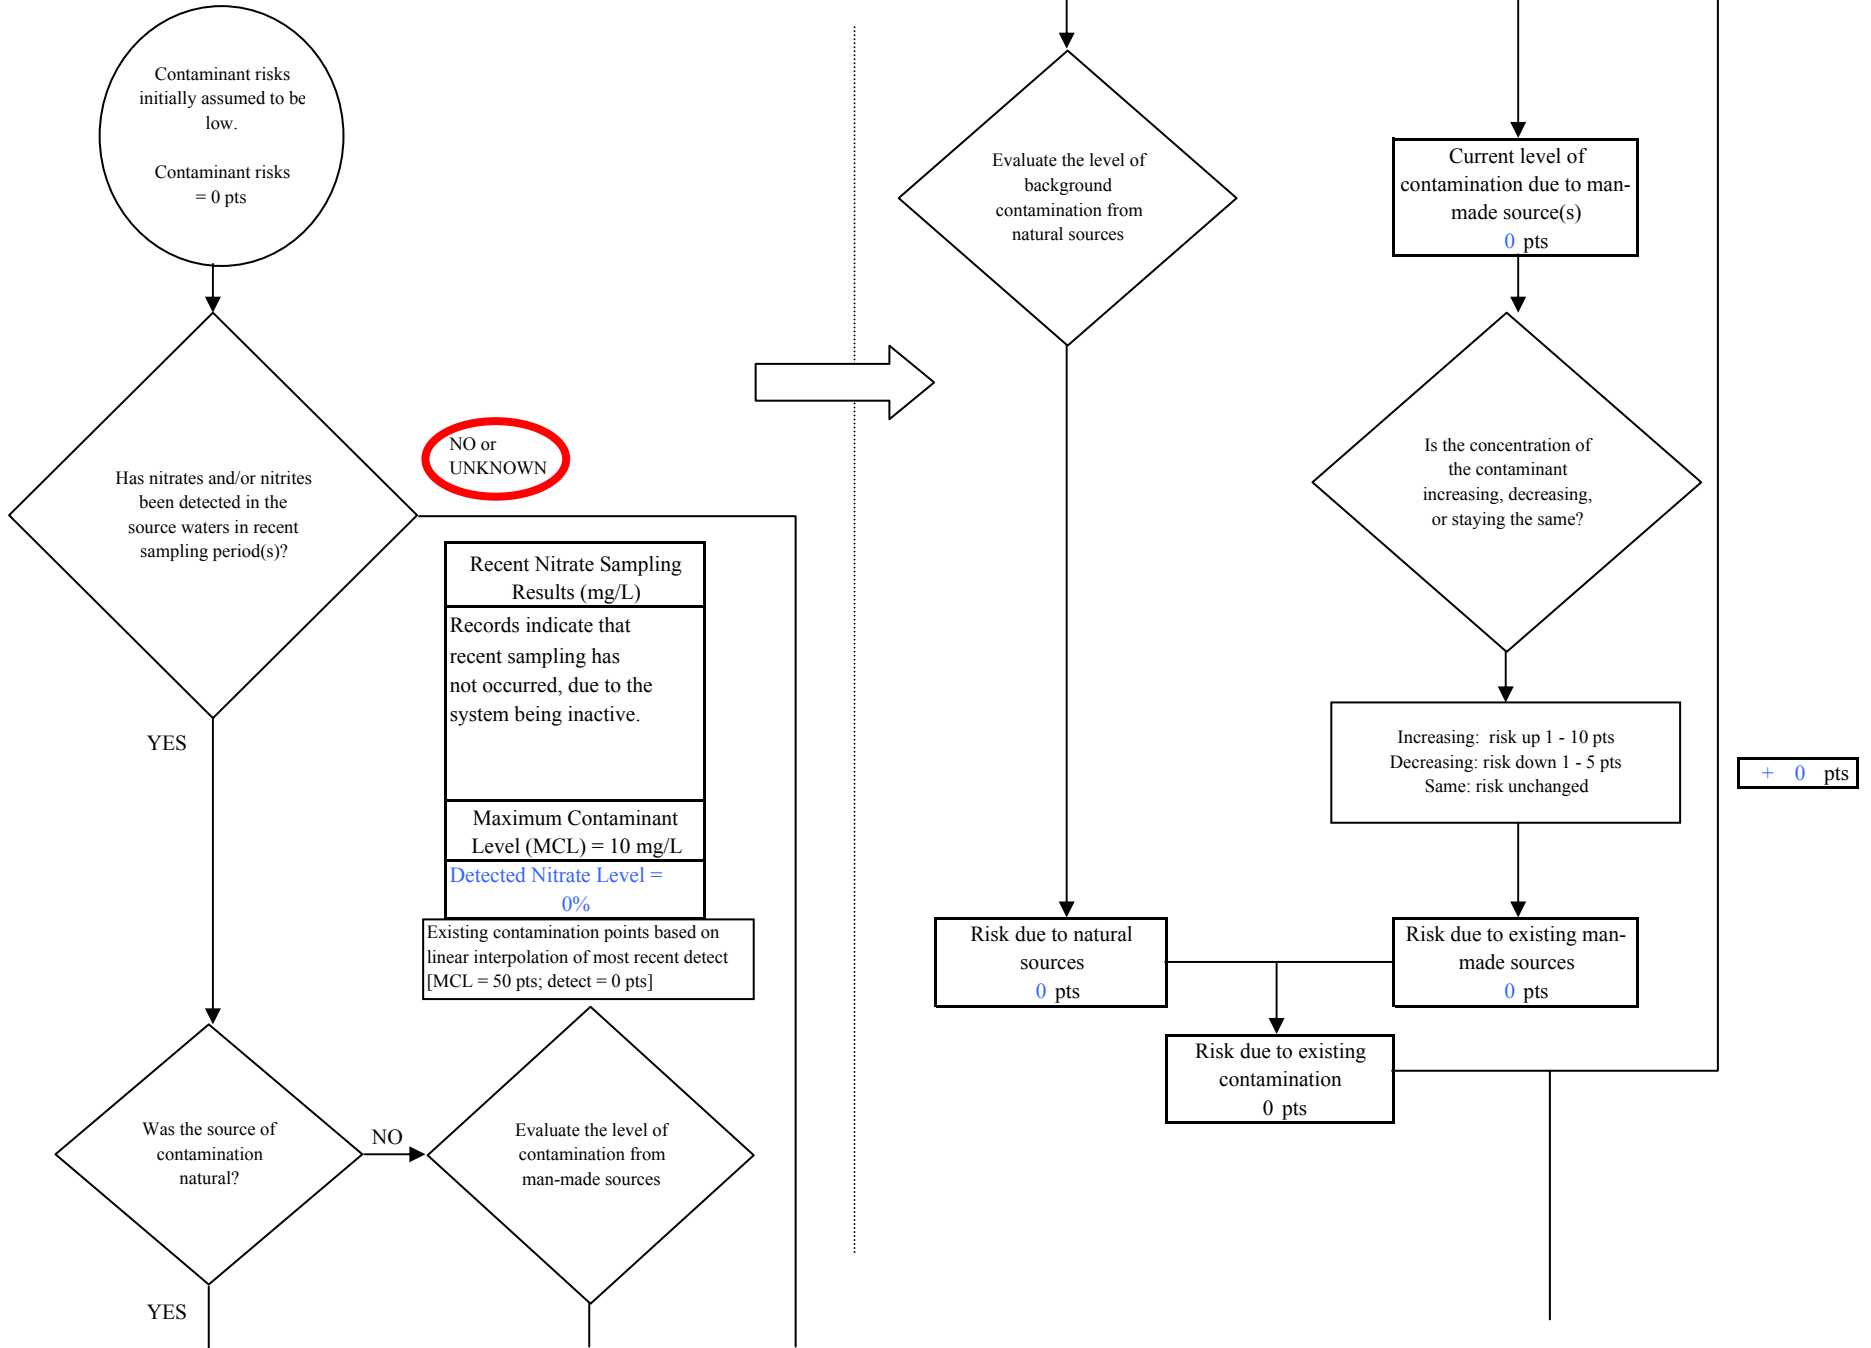 Contaminant risks
initially assumed to be
low.
Contaminant risks
= 0 pts
Has nitrates and/or nitrites
been detected in the
source waters in recent
sampling period(s)?
NO or
UNKNOWN
Recent Nitrate Sampling
Results (mg/L)
Records indicate that
recent sampling has
not occurred, due to the
system being inactive.
Maximum Contaminant
Level (MCL) = 10 mg/L
Detected Nitrate Level =
0%
Existing contamination points based on
linear interpolation of most recent detect
[MCL = 50 pts; detect = 0 pts]
YES
Was the source of
contamination
natural?
NO
Evaluate the level of
contamination from
man-made sources
YES
Evaluate the level of
background
contamination from
natural sources
Current level of
contamination due to man-
made source(s)
0 pts
Is the concentration of
the contaminant
increasing, decreasing,
or staying the same?
Increasing: risk up 1 - 10 pts
Decreasing: risk down 1 - 5 pts
Same: risk unchanged
+ 0 pts
Risk due to natural
sources
0 pts
Risk due to existing man-
made sources
0 pts
Risk due to existing
contamination
0 pts